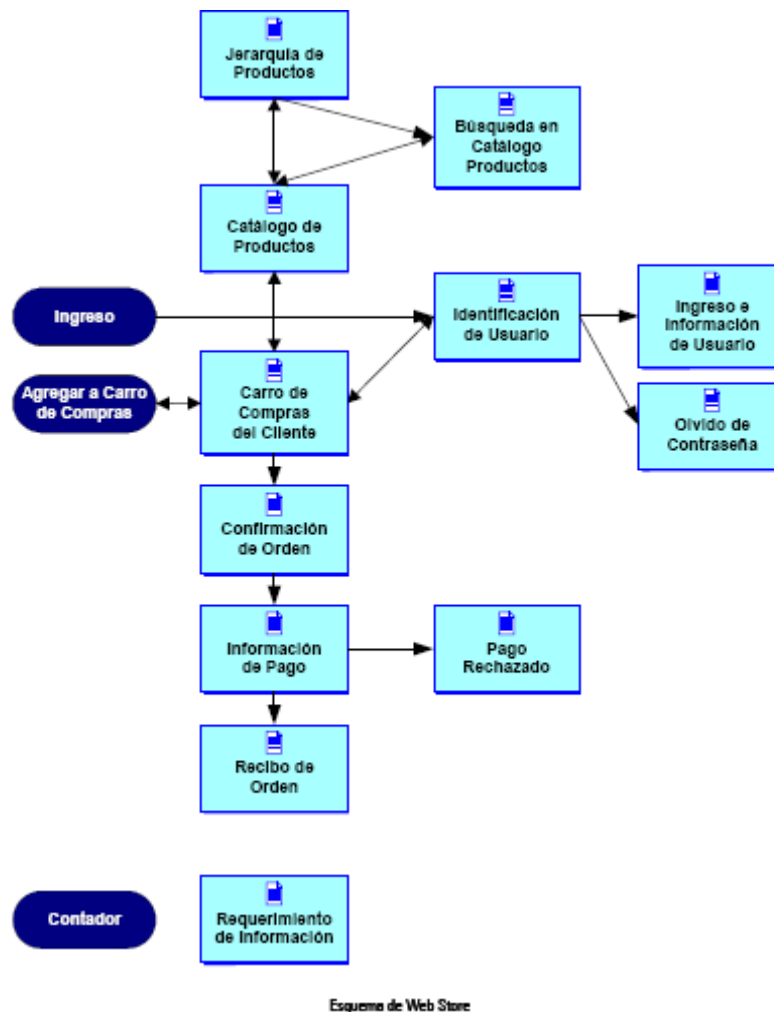 Jerarquía de
Productos
Búsqueda en
Catálogo
Productos
Catálogo de
Productos
Ingreso
Identificación
de Usuario
Ingreso e
Información
de Usuario
Agregar a Carro
de Compras
Carro de
Compras
del Cliente
Olvido de
Contraseña
Confirmación
de Orden
Información
de Pago
Pago
Rechazado
Recibo de
Orden
Contador
Requerimiento
de Información
Esquema de Web Store